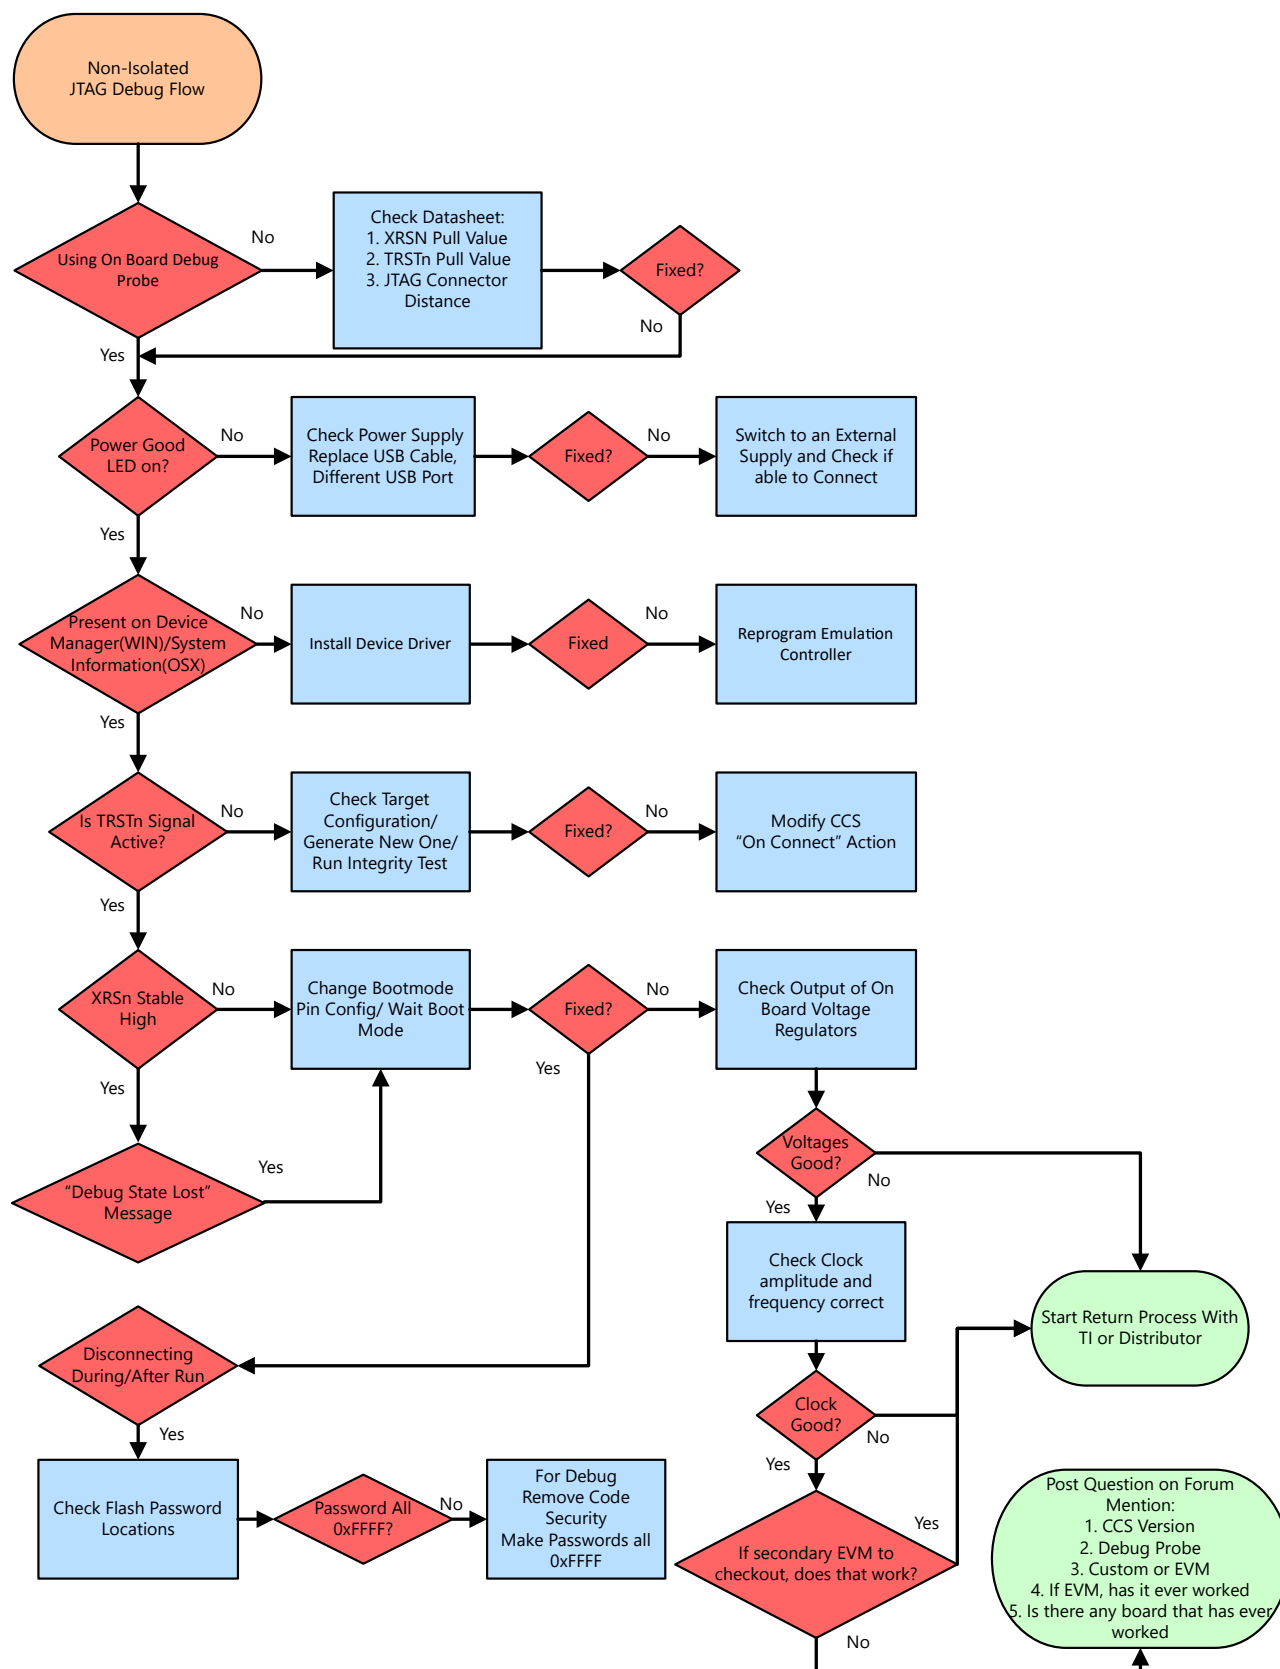 Non-Isolated
JTAG Debug Flow
Using On Board Debug
Probe
No
Check Datasheet:
1. XRSN Pull Value
2. TRSTn Pull Value
3. JTAG Connector
Distance
Fixed?
No
Yes
Power Good
LED on?
No
Check Power Supply
Replace USB Cable,
Different USB Port
Fixed?
No
Switch to an External
Supply and Check if
able to Connect
Yes
Present on Device
Manager(WIN)/System
Information(OSX)
No
Install Device Driver
Fixed
No
Reprogram Emulation
Controller
Yes
Is TRSTn Signal
Active?
No
Check Target
Configuration/
Generate New One/
Run Integrity Test
Fixed?
No
Modify CCS
“On Connect” Action
Yes
XRSn Stable
High
No
Change Bootmode
Pin Config/ Wait Boot
Mode
Fixed?
No
Check Output of On
Board Voltage
Regulators
Yes
Yes
“Debug State Lost”
Message
Yes
Voltages
Good?
No
Yes
Check Clock
amplitude and
frequency correct
Start Return Process With
TI or Distributor
Disconnecting
During/After Run
Yes
Clock
Good?
No
Yes
Check Flash Password
Locations
Password All
0xFFFF?
No
For Debug
Remove Code
Security
Make Passwords all
0xFFFF
If secondary EVM to
checkout, does that work?
Yes
No
Post Question on Forum
Mention:
1. CCS Version
2. Debug Probe
3. Custom or EVM
4. If EVM, has it ever worked
5. Is there any board that has ever
worked